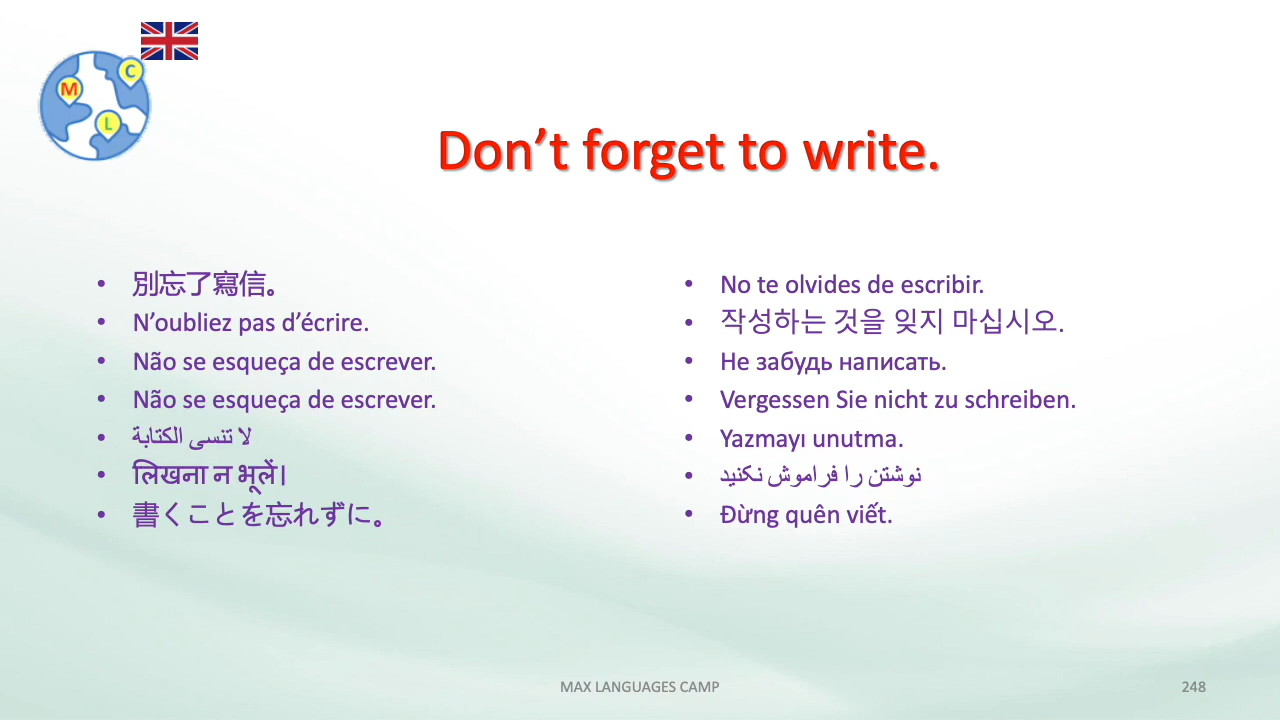 C
M
L
Don’t forget to write.
• 別忘了寫信。
• N’oubliez pas d’écrire.
• Não se esqueça de escrever.
• Não se esqueça de escrever.
• لا تنسى الكتابة
• लिखना न भूलें।
• 書くことを忘れずに。
• No te olvides de escribir.
• 작성하는 것을 잊지 마십시오.
• Не забудь написать.
• Vergessen Sie nicht zu schreiben.
• Yazmayı unutma.
• نوشتن را فراموش نکنید
• Đừng quên viết.
MAX LANGUAGES CAMP
248